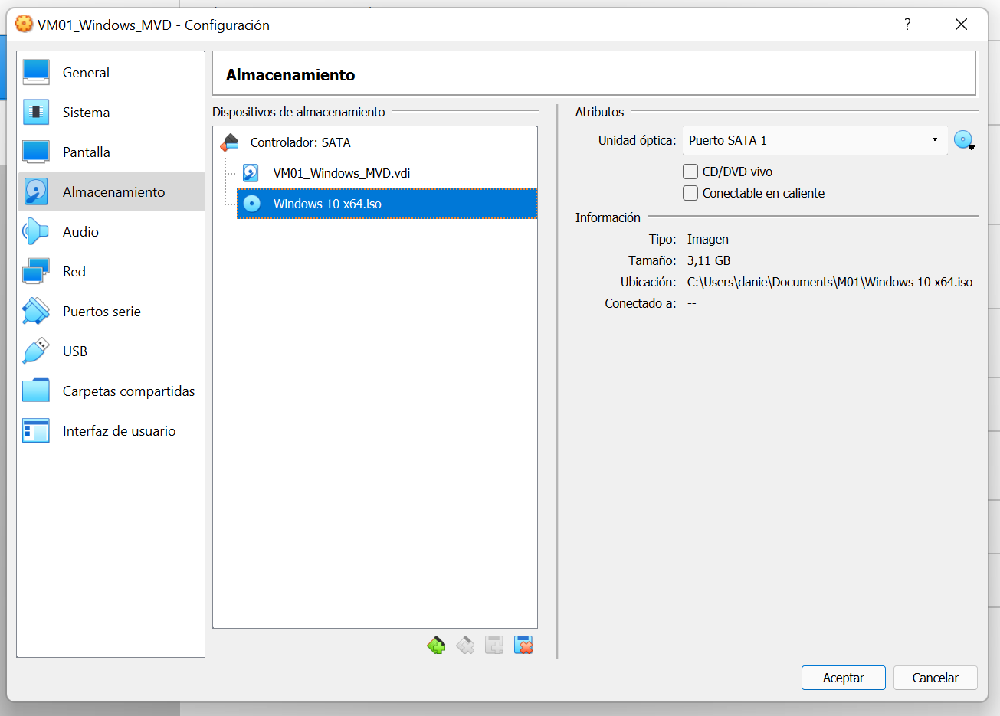 VM01_Windows_MVD - Configuración
?
General
Sistema
Pantalla
Almacenamiento
Audio
Red
Puertos serie
USB
Carpetas compartidas
Interfaz de usuario
Almacenamiento
Dispositivos de almacenamiento
Controlador: SATA
VM01_Windows_MVD.vdi
Windows 10 x64.iso
Atributos
Unidad óptica: Puerto SATA 1
CD/DVD vivo
Conectable en caliente
Información
Tipo: Imagen
Tamaño: 3,11 GB
Ubicación: C:\Users\danie\Documents\M01\Windows 10 x64.iso
Conectado a: --
Aceptar Cancelar